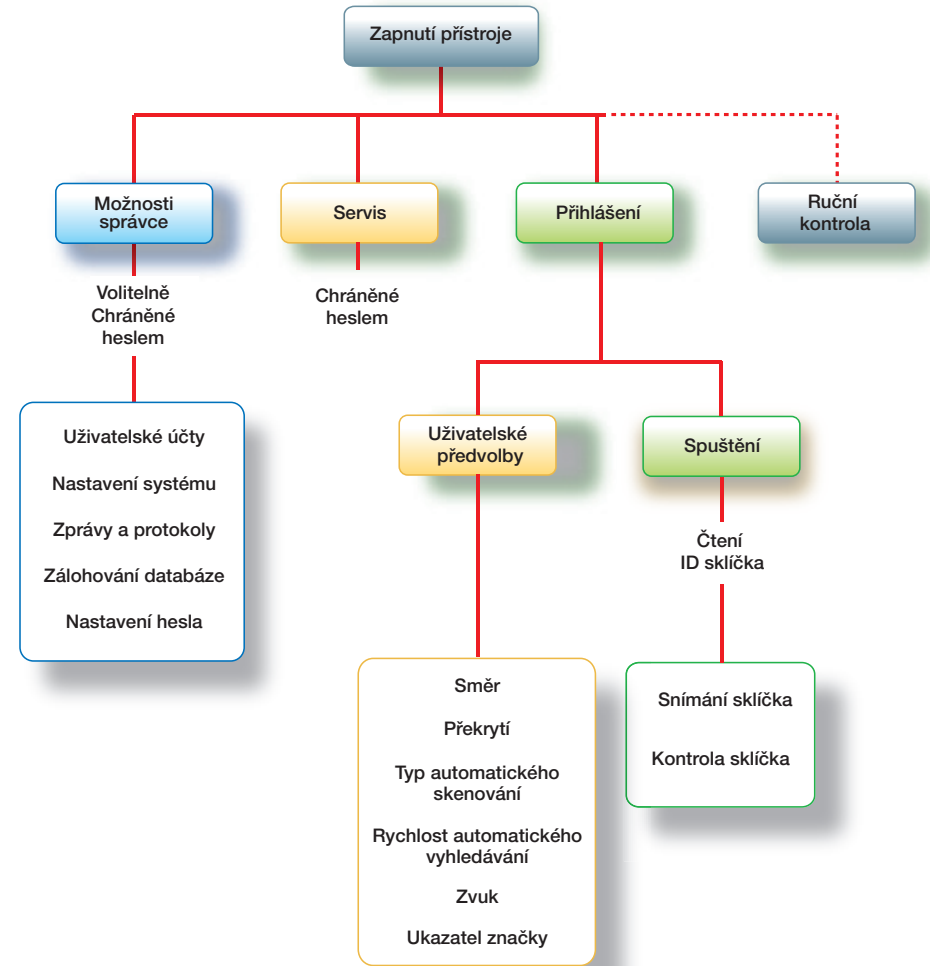 Zapnutí přístroje
Možnosti
správce
Servis
Přihlášení
Ruční
kontrola
Volitelně
Chráněné
heslem
Chráněné
heslem
Uživatelské účty
Nastavení systému
Zprávy a protokoly
Zálohování databáze
Nastavení hesla
Uživatelské
předvolby
Spuštění
Čtení
ID sklíčka
Směr
Překrytí
Typ automatického
skenování
Rychlost automatického
vyhledávání
Zvuk
Ukazatel značky
Snímání sklíčka
Kontrola sklíčka